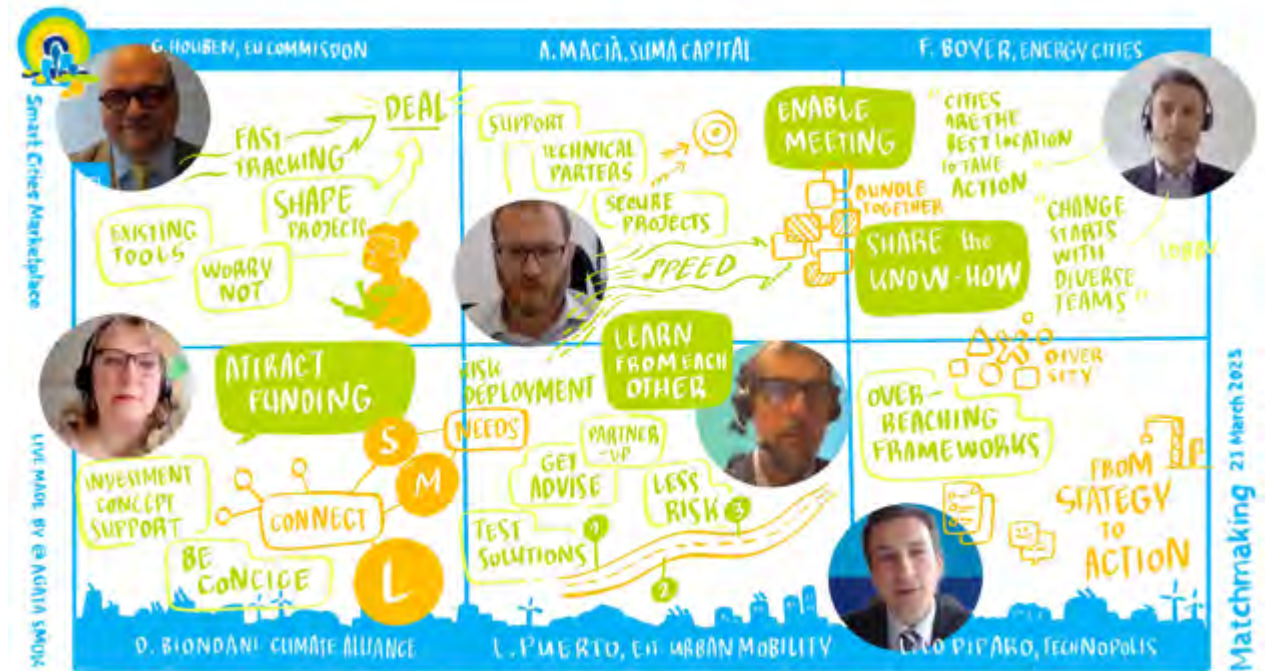 Smart Cities Marketplace
LIVE MADE BY @AGATA SMOK
Matchmaking 23 March 2023
G. HOUBEN, EU COMMISSION
FAST
TRACKING
DEAL
SHAPE
PROJECTS
EXISTING
TOOLS
WORRY
NOT
A. MACIÀ, SUMA CAPITAL
SUPPORT
TECHNICAL
PARTERS
SECURE
PROJECTS
SPEED
ENABLE
MEETING
BUNDLE
TOGETHER
SHARE the
KNOW-HOW
F. BOYER, ENERGY CITIES
"CITIES
ARE THE
BEST LOCATION
TO TAKE
ACTION"
"CHANGE
STARTS
WITH
DIVERSE
TEAMS"
LOBBY
ATTRACT
FUNDING
INVESTMENT
CONCEPT
SUPPORT
CONNECT
S
M
L
NEEDS
BE
CONCICE
D. BIONDANI CLIMATE ALLIANCE
RISK
DEPLOYMENT
LEARN
FROM EACH
OTHER
PARTNER
-UP
GET
ADVISE
LESS
RISK
TEST
SOLUTIONS
1
2
3
L. PUERTO, EIT URBAN MOBILITY
DIVER
SITY
OVER-
REACHING
FRAMEWORKS
FROM
STATEGY
TO
ACTION
DIPARO, TECHNOPOLIS